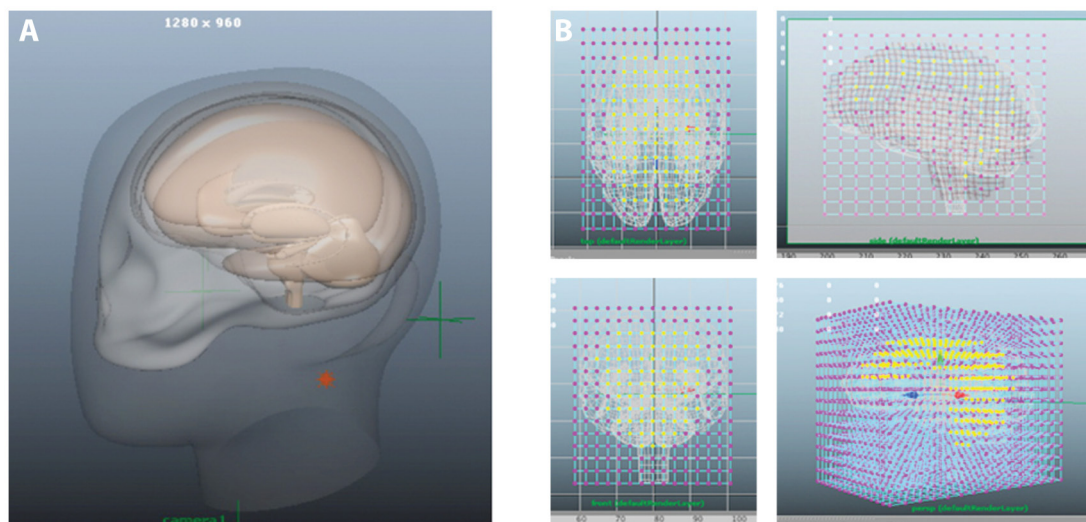 A
1280 x 960
camera1
B
top (defaultRenderLayer)
side (defaultRenderLayer)
190 200 210 220 230 240 250 260
front (defaultRenderLayer)
60 70 80 90 100
persp (defaultRenderLayer)